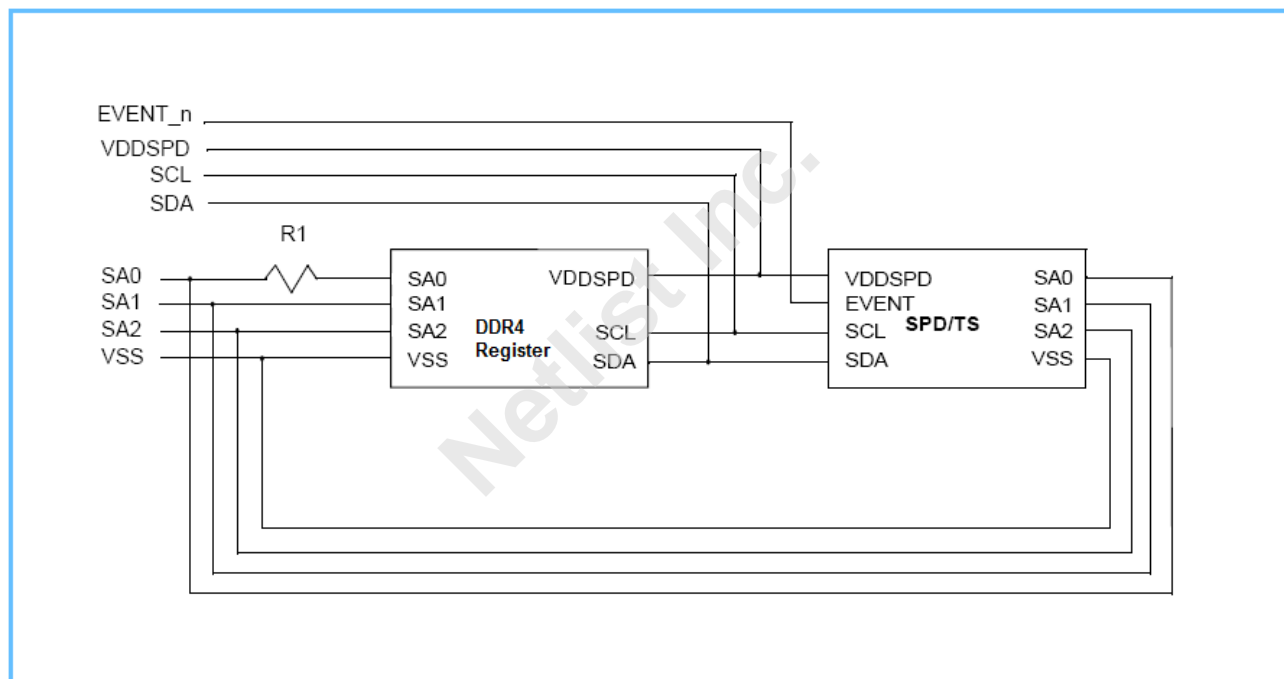 EVENT_n
VDDSPD
SCL
SDA
R1
SA0
SA1
SA2
VSS
SA0
SA1
SA2
VSS
DDR4
Register
VDDSPD
SCL
SDA
VDDSPD
EVENT
SCL
SDA
SPD/TS
SA0
SA1
SA2
VSS
Netlist Inc.